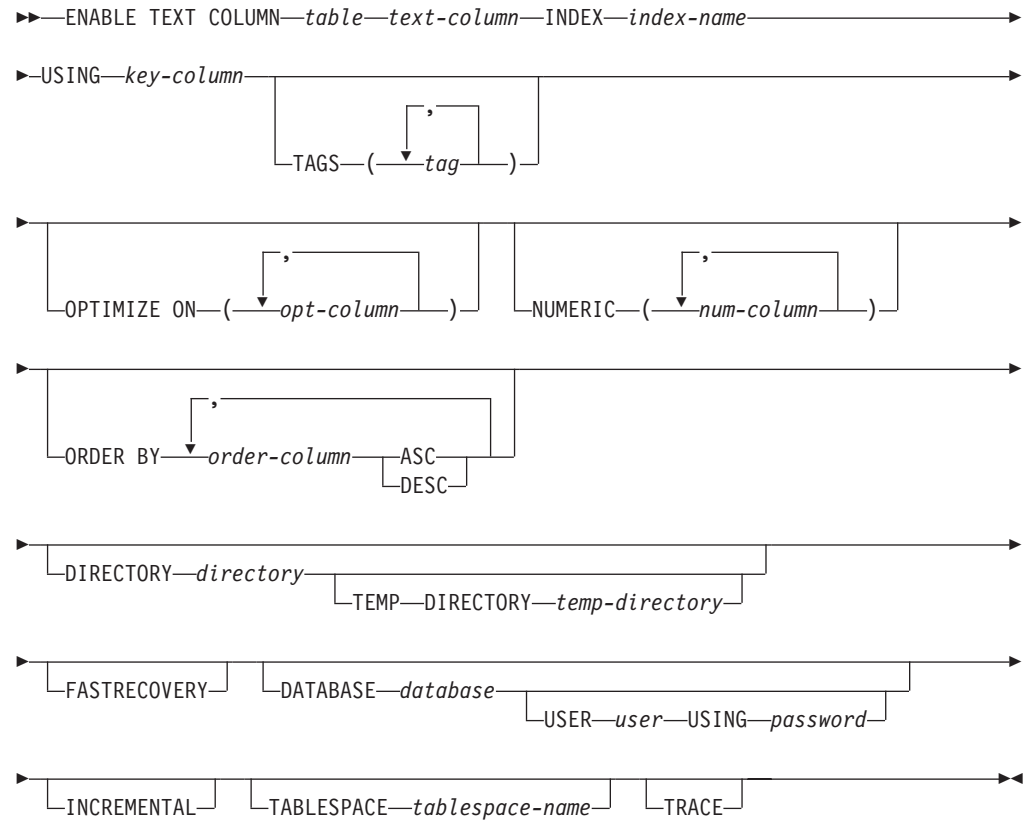 ENABLE TEXT COLUMN table text-column INDEX index-name
USING key-column
,
TAGS ( tag )
, ,
OPTIMIZE ON ( opt-column ) NUMERIC ( num-column )
,
ORDER BY order-column ASC
DESC
DIRECTORY directory
TEMP DIRECTORY temp-directory
FASTRECOVERY DATABASE database
USER user USING password
INCREMENTAL TABLESPACE tablespace-name TRACE